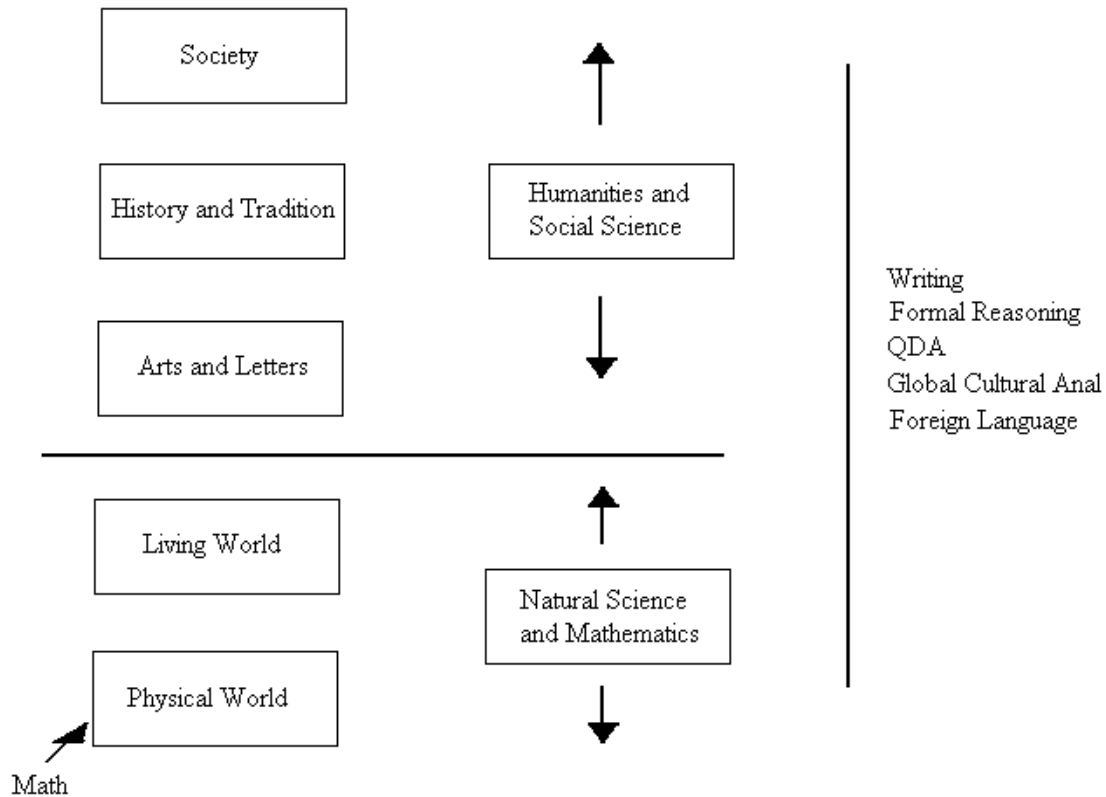 Society
History and Tradition
Arts and Letters
Living World
Physical World
Math
Humanities and
Social Science
Natural Science
and Mathematics
Writing
Formal Reasoning
QDA
Global Cultural Anal
Foreign Language